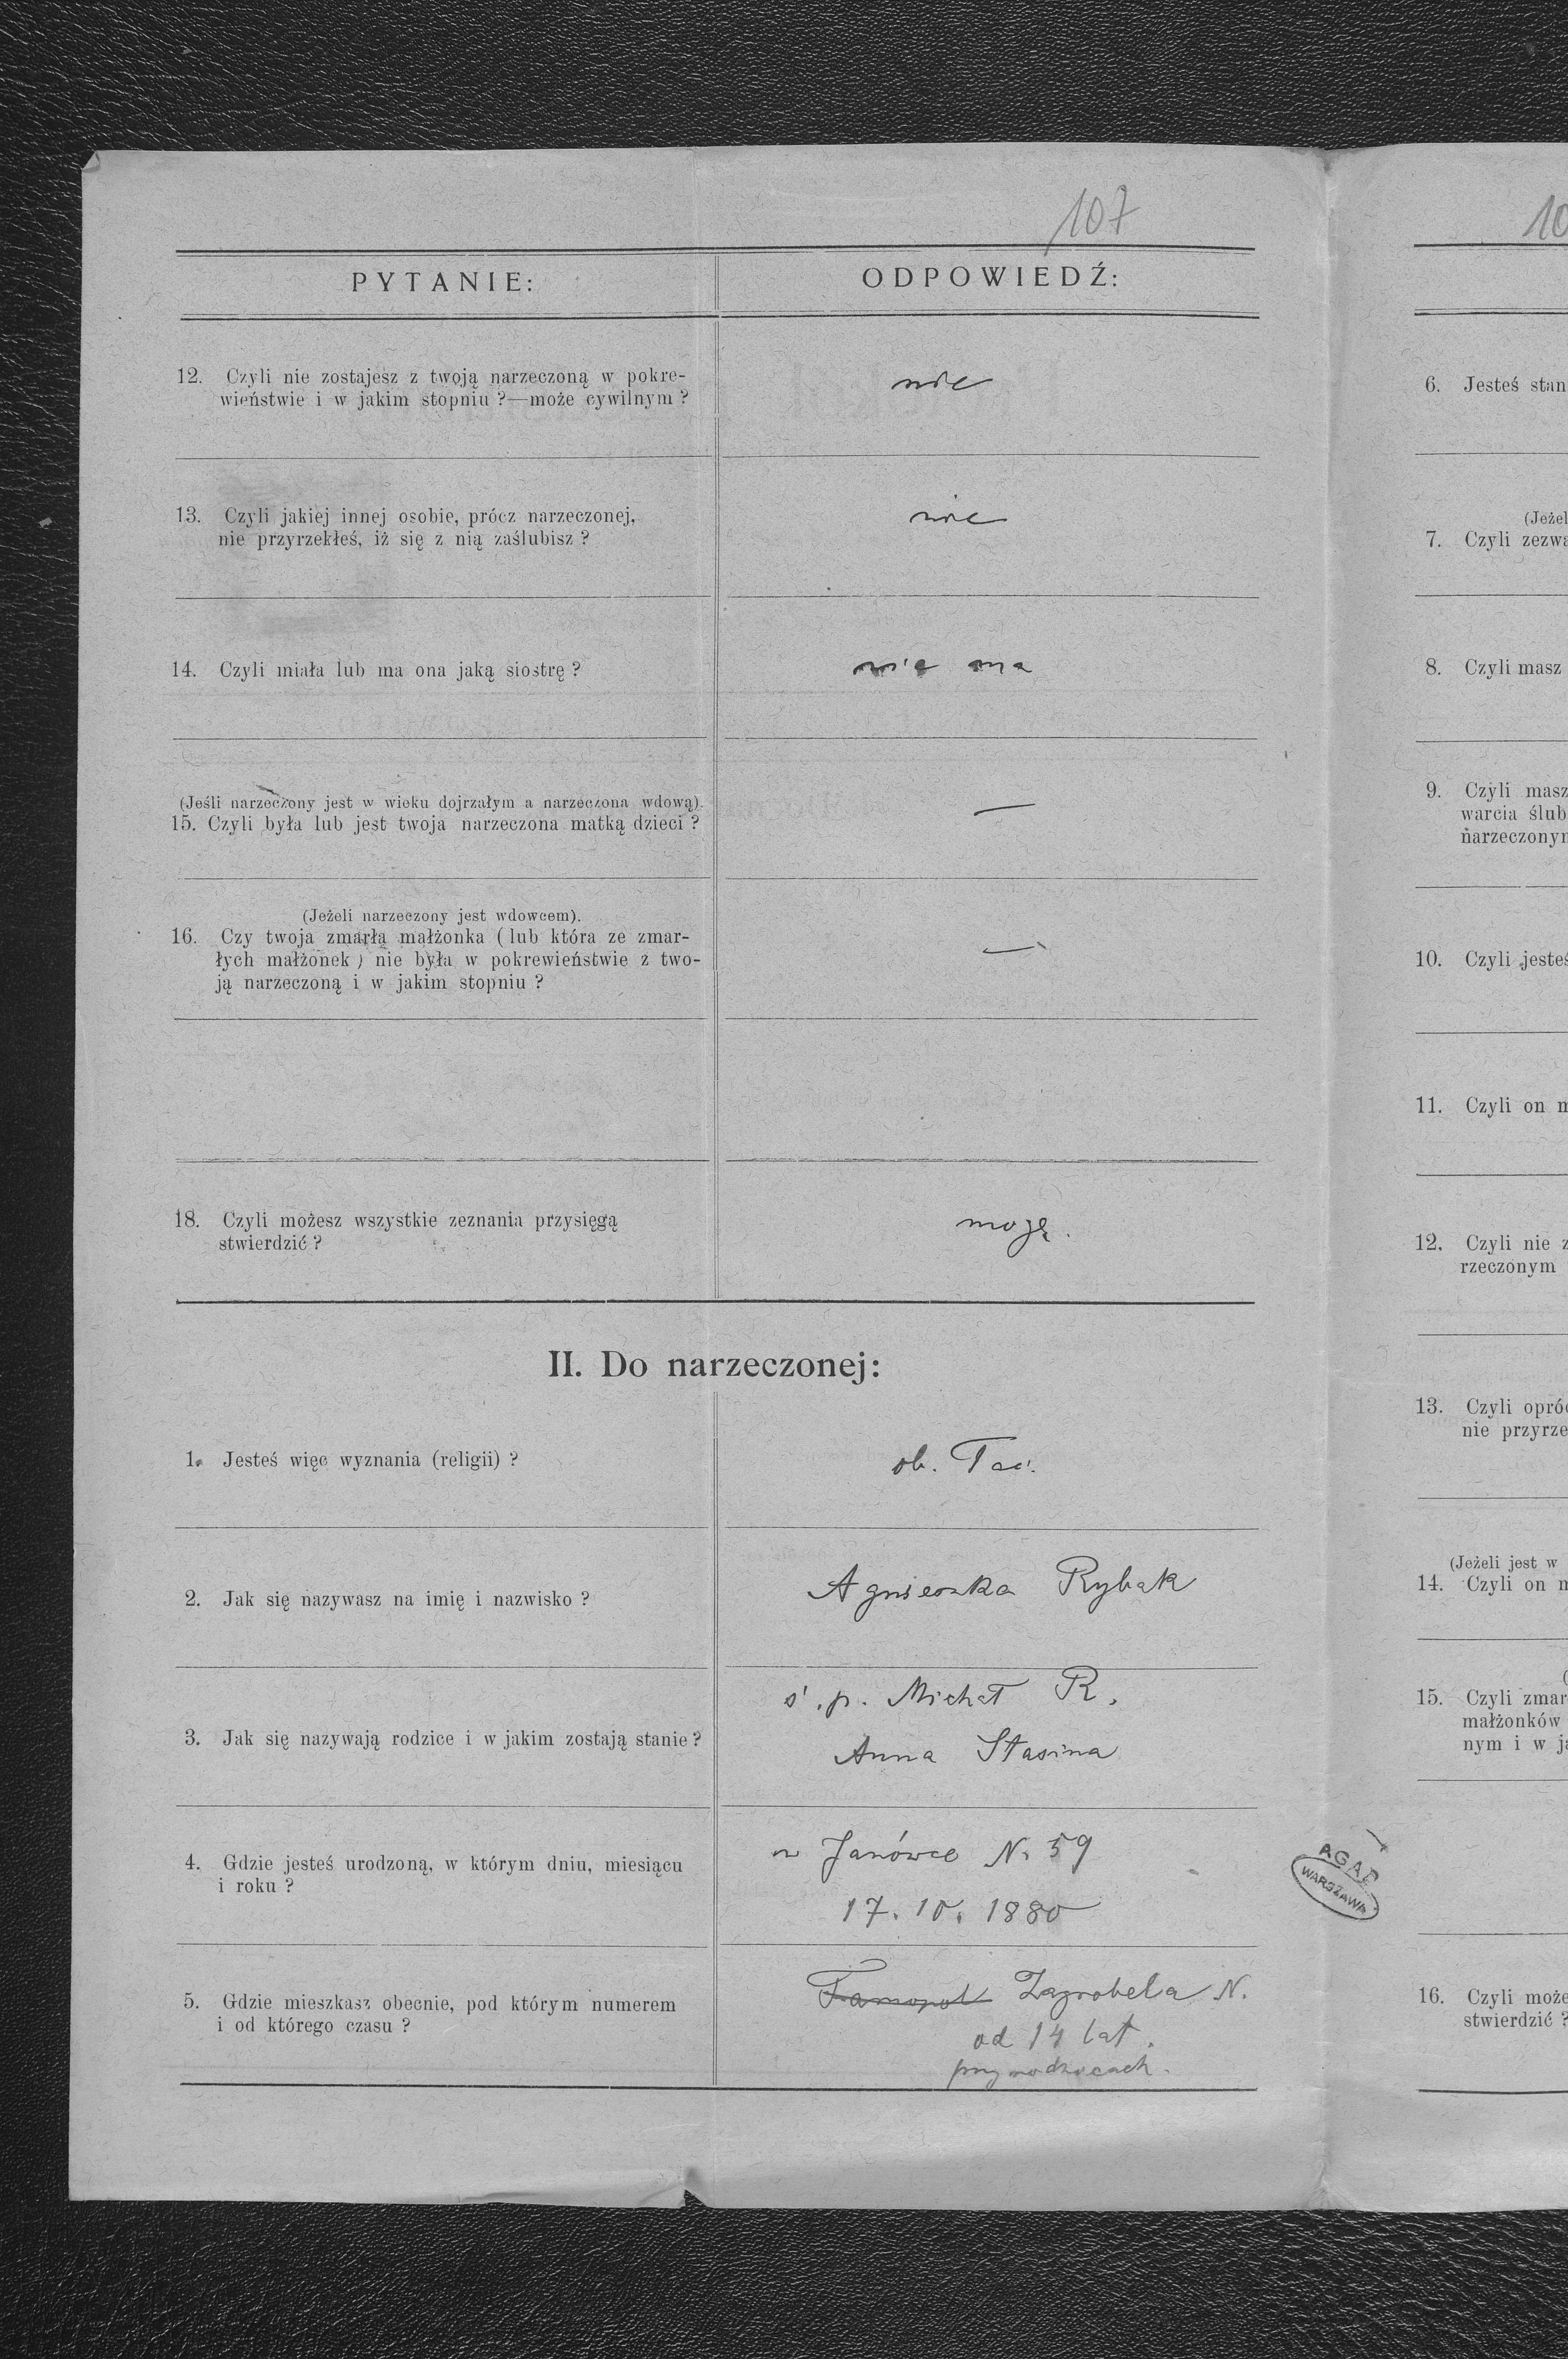 107
PYTANIE: ODPOWIEDŹ:
12. Czyli nie zostajesz z twoją narzeczoną w pokre-
wieństwie i w jakim stopniu ?—może cywilnym ?
nie
13. Czyli jakiej innej osobie, prócz narzeczonej,
nie przyrzekłeś, iż się z nią zaślubisz ?
nie
14. Czyli miała lub ma ona jaką siostrę ?
nie ma
(Jeśli narzeczony jest w wieku dojrzałym a narzeczona wdową).
15. Czyli była lub jest twoja narzeczona matką dzieci ?
—
(Jeżeli narzeczony jest wdowcem).
16. Czy twoja zmarła małżonka (lub która ze zmar-
łych małżonek) nie była w pokrewieństwie z two-
ją narzeczoną i w jakim stopniu ?
—
18. Czyli możesz wszystkie zeznania przysięgą
stwierdzić ?
mogę.
II. Do narzeczonej:
1. Jesteś więc wyznania (religii) ?
ob. łać.
2. Jak się nazywasz na imię i nazwisko ?
Agnieszka Rybak
3. Jak się nazywają rodzice i w jakim zostają stanie ?
ś.p. Michał R.
Anna Stasina
4. Gdzie jesteś urodzoną, w którym dniu, miesiącu
i roku ?
w Janówce N. 59
17. 10. 1880
5. Gdzie mieszkasz obecnie, pod którym numerem
i od którego czasu ?
Tarnopol Zagrobela N.
od 14 lat.
przy rodzicach.
10
6. Jesteś stan
(Jeżel
7. Czyli zezwa
8. Czyli masz
9. Czyli masz
warcia ślub
narzeczonym
10. Czyli jesteś
11. Czyli on m
12. Czyli nie z
rzeczonym
13. Czyli opróc
nie przyrze
(Jeżeli jest w
14. Czyli on m
(
15. Czyli zmar
małżonków
nym i w ja
16. Czyli może
stwierdzić ?
AGAD
WARSZAWA